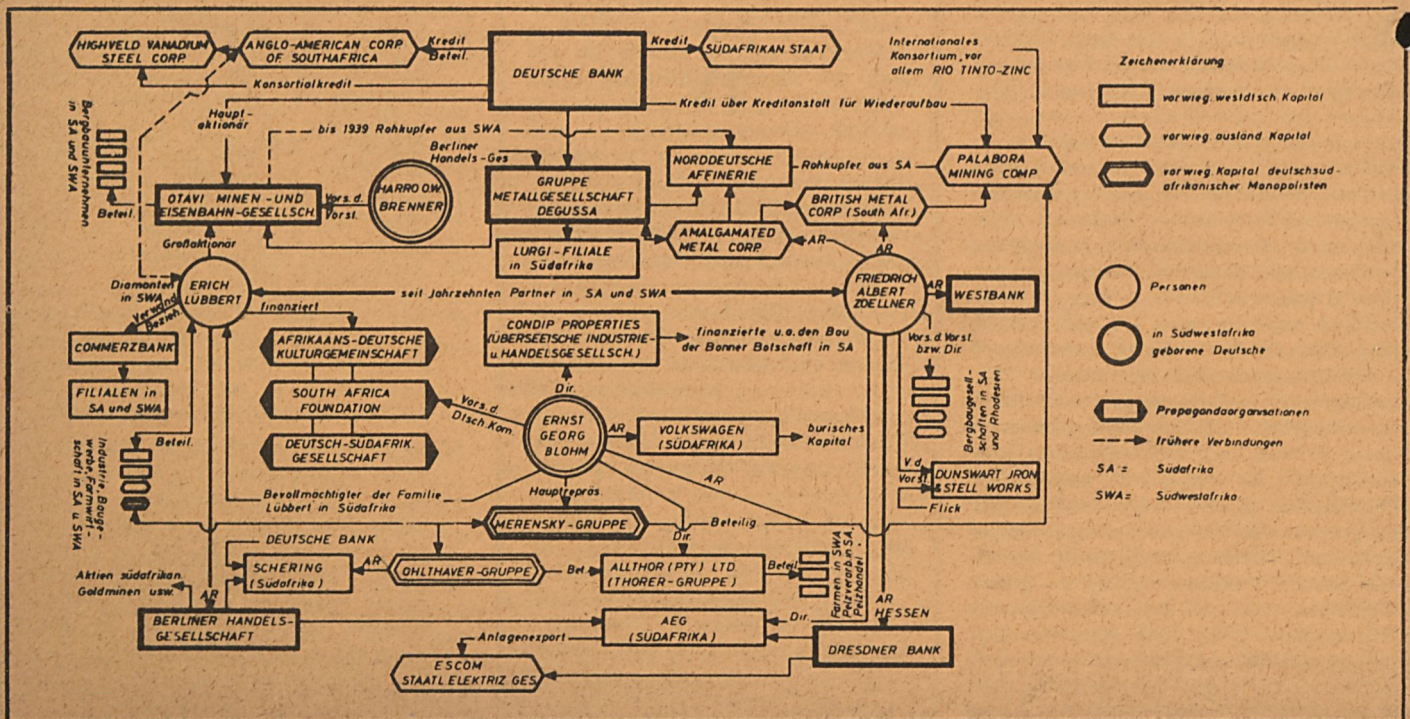 HIGHVELD VANADIUM
STEEL CORP.
ANGLO-AMERICAN CORP
OF SOUTHAFRICA
Kredit
Beteil.
DEUTSCHE BANK
Kredit
SÜDAFRIKAN STAAT
Internationales
Konsortium, vor
allem RIO TINTO-ZINC
Konsortialkredit
Haupt-
aktionär
Kredit über Kreditanstalt für Wiederaufbau
bis 1939 Rohkupfer aus SWA
Bergbauunternehmen
in SA und SWA
Beteil.
OTAVI MINEN- UND
EISENBAHN-GESELLSCH.
HARRO O.W.
BRENNER
Vors. d.
Vorst.
Berliner
Handels-Ges
GRUPPE
METALLGESELLSCHAFT
DEGUSSA
NORDDEUTSCHE
AFFINERIE
Rohkupfer aus SA
PALABORA
MINING COMP
BRITISH METAL
CORP (South Afr.)
AMALGAMATED
METAL CORP.
AR
AR
LURGI-FILIALE
in Südafrika
Großaktionär
Diamanten
in SWA
ERICH
LÜBBERT
seit Jahrzehnten Partner in SA und SWA
FRIEDRICH
ALBERT
ZOELLNER
AR
WESTBANK
Verwandt.
Bezieh.
finanziert
COMMERZBANK
FILIALEN in
SA und SWA
AFRIKAANS-DEUTSCHE
KULTURGEMEINSCHAFT
SOUTH AFRICA
FOUNDATION
DEUTSCH-SÜDAFRIK.
GESELLSCHAFT
CONDIP PROPERTIES
(ÜBERSEETSCHE INDUSTRIE-
u. HANDELSGESELLSCH.)
finanzierte u.a. den Bau
der Bonner Botschaft in SA
Vors. d. Vorst
bzw. Dir.
Bergbaugesell-
schaften in SA
und Rhodesien
Dir.
Vors. d
Dtsch. Kom.
ERNST
GEORG
BLOHM
AR
VOLKSWAGEN
(SÜDAFRIKA)
burisches
Kapital
AR
V.d.
Vorst.
DUNSWART JRON
& STELL WORKS
Flick
Beteil.
Industrie, Bauge-
werbe, Farmwirt-
schaft in SA u. SWA
Bevollmächtigter der Familie
Lübbert in Südafrika
Hauptrepräs.
MERENSKY-GRUPPE
Beteilig
Dir.
DEUTSCHE BANK
SCHERING
(Südafrika)
AR
OHLTHAVER-GRUPPE
Bet.
ALLTHOR (PTY) LTD.
(THORER-GRUPPE)
Beteil
Farmen in SWA
Pelzverarb. in SA,
Pelzhandel
Aktien südafrikan.
Goldminen usw.
AR
BERLINER HANDELS-
GESELLSCHAFT
AEG
(SÜDAFRIKA)
Dir.
AR
HESSEN
DRESDNER BANK
Anlagenexport
ESCOM
STAATL ELEKTRIZ GES
Zeichenerklärung
vorwieg. westdtsch Kapital
vorwieg. ausländ. Kapital
vorwieg Kapital deutschsüd-
afrikanischer Monopolisten
Personen
in Südwestafrika
geborene Deutsche
Propagandaorganisationen
frühere Verbindungen
SA = Südafrika
SWA = Südwestafrika